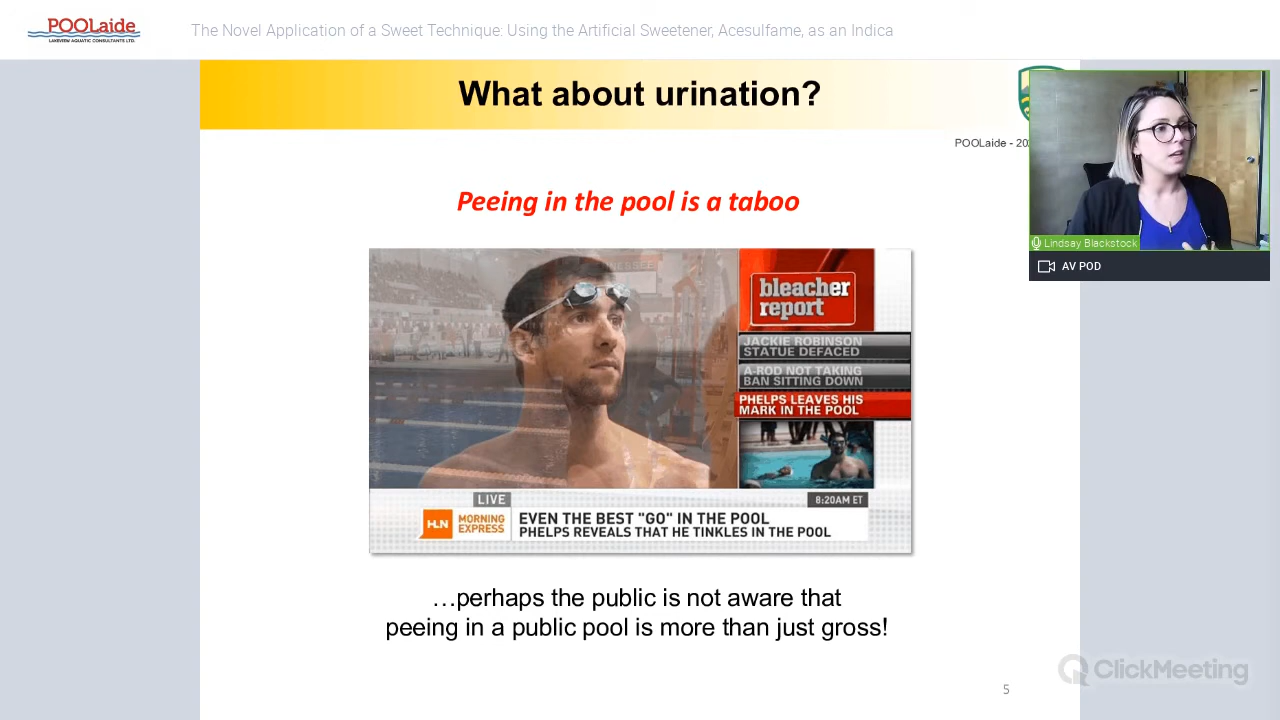 POOLaide
LAKEVIEW AQUATIC CONSULTANTS LTD.
The Novel Application of a Sweet Technique: Using the Artificial Sweetener, Acesulfame, as an Indica
What about urination?
POOLaide - 20
Lindsay Blackstock
AV POD
Peeing in the pool is a taboo
bleacher
report
JACKIE ROBINSON
STATUE DEFACED
A-ROD NOT TAKING
BAN SITTING DOWN
PHELPS LEAVES HIS
MARK IN THE POOL
LIVE
8:20AM ET
HLN
MORNING
EXPRESS
EVEN THE BEST "GO" IN THE POOL
PHELPS REVEALS THAT HE TINKLES IN THE POOL
…perhaps the public is not aware that
peeing in a public pool is more than just gross!
ClickMeeting
5